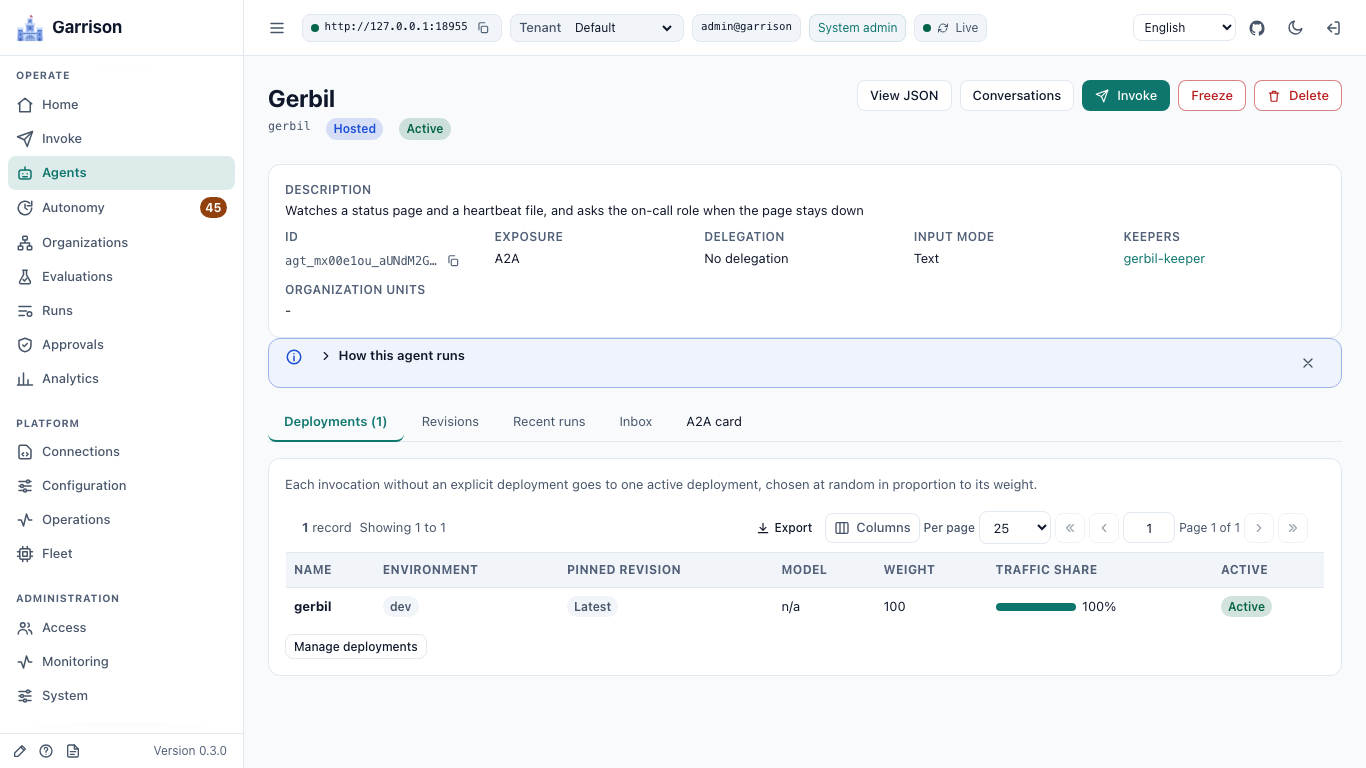 Garrison
http://127.0.0.1:18955
Tenant Default
admin@garrison
System admin
Live
English
OPERATE
Home
Invoke
Agents
Autonomy 45
Organizations
Evaluations
Runs
Approvals
Analytics
PLATFORM
Connections
Configuration
Operations
Fleet
ADMINISTRATION
Access
Monitoring
System
Version 0.3.0
Gerbil
gerbil Hosted Active
View JSON Conversations Invoke Freeze Delete
DESCRIPTION
Watches a status page and a heartbeat file, and asks the on-call role when the page stays down
ID EXPOSURE DELEGATION INPUT MODE KEEPERS
agt_mx00e1ou_aUNdM2G… A2A No delegation Text gerbil-keeper
ORGANIZATION UNITS
-
How this agent runs
Deployments (1) Revisions Recent runs Inbox A2A card
Each invocation without an explicit deployment goes to one active deployment, chosen at random in proportion to its weight.
1 record Showing 1 to 1 Export Columns Per page 25 « ‹ 1 Page 1 of 1 › »
NAME ENVIRONMENT PINNED REVISION MODEL WEIGHT TRAFFIC SHARE ACTIVE
gerbil dev Latest n/a 100 100% Active
Manage deployments